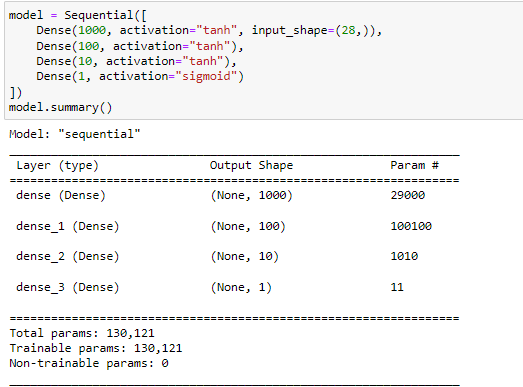 model = Sequential([
    Dense(1000, activation="tanh", input_shape=(28,)),
    Dense(100, activation="tanh"),
    Dense(10, activation="tanh"),
    Dense(1, activation="sigmoid")
])
model.summary()
Model: "sequential"
_________________________________________________________________
Layer (type)                Output Shape              Param #
=================================================================
dense (Dense)               (None, 1000)              29000
dense_1 (Dense)             (None, 100)               100100
dense_2 (Dense)             (None, 10)                1010
dense_3 (Dense)             (None, 1)                 11
=================================================================
Total params: 130,121
Trainable params: 130,121
Non-trainable params: 0
_________________________________________________________________